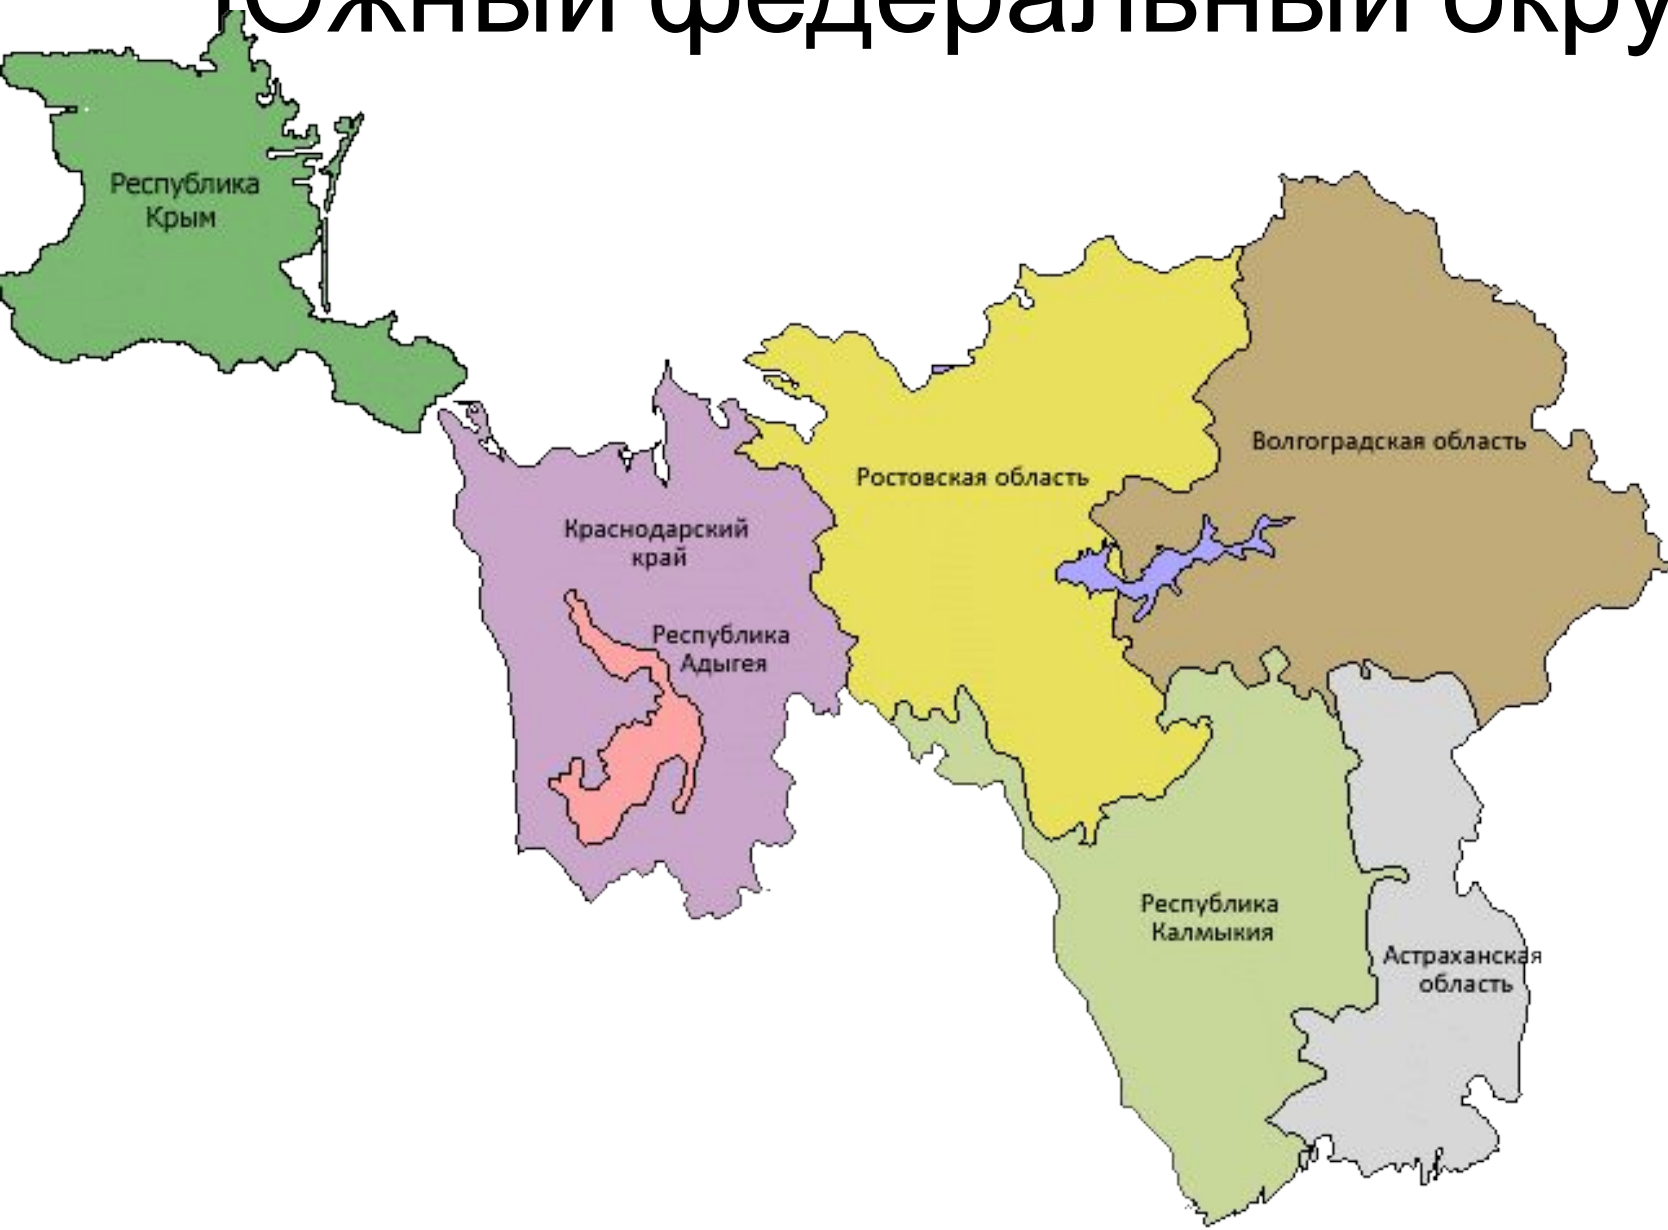 Южный федеральный окру
Республика
Крым
Волгоградская область
Ростовская область
Краснодарский
край
Республика
Адыгея
Республика
Калмыкия
Астраханская
область